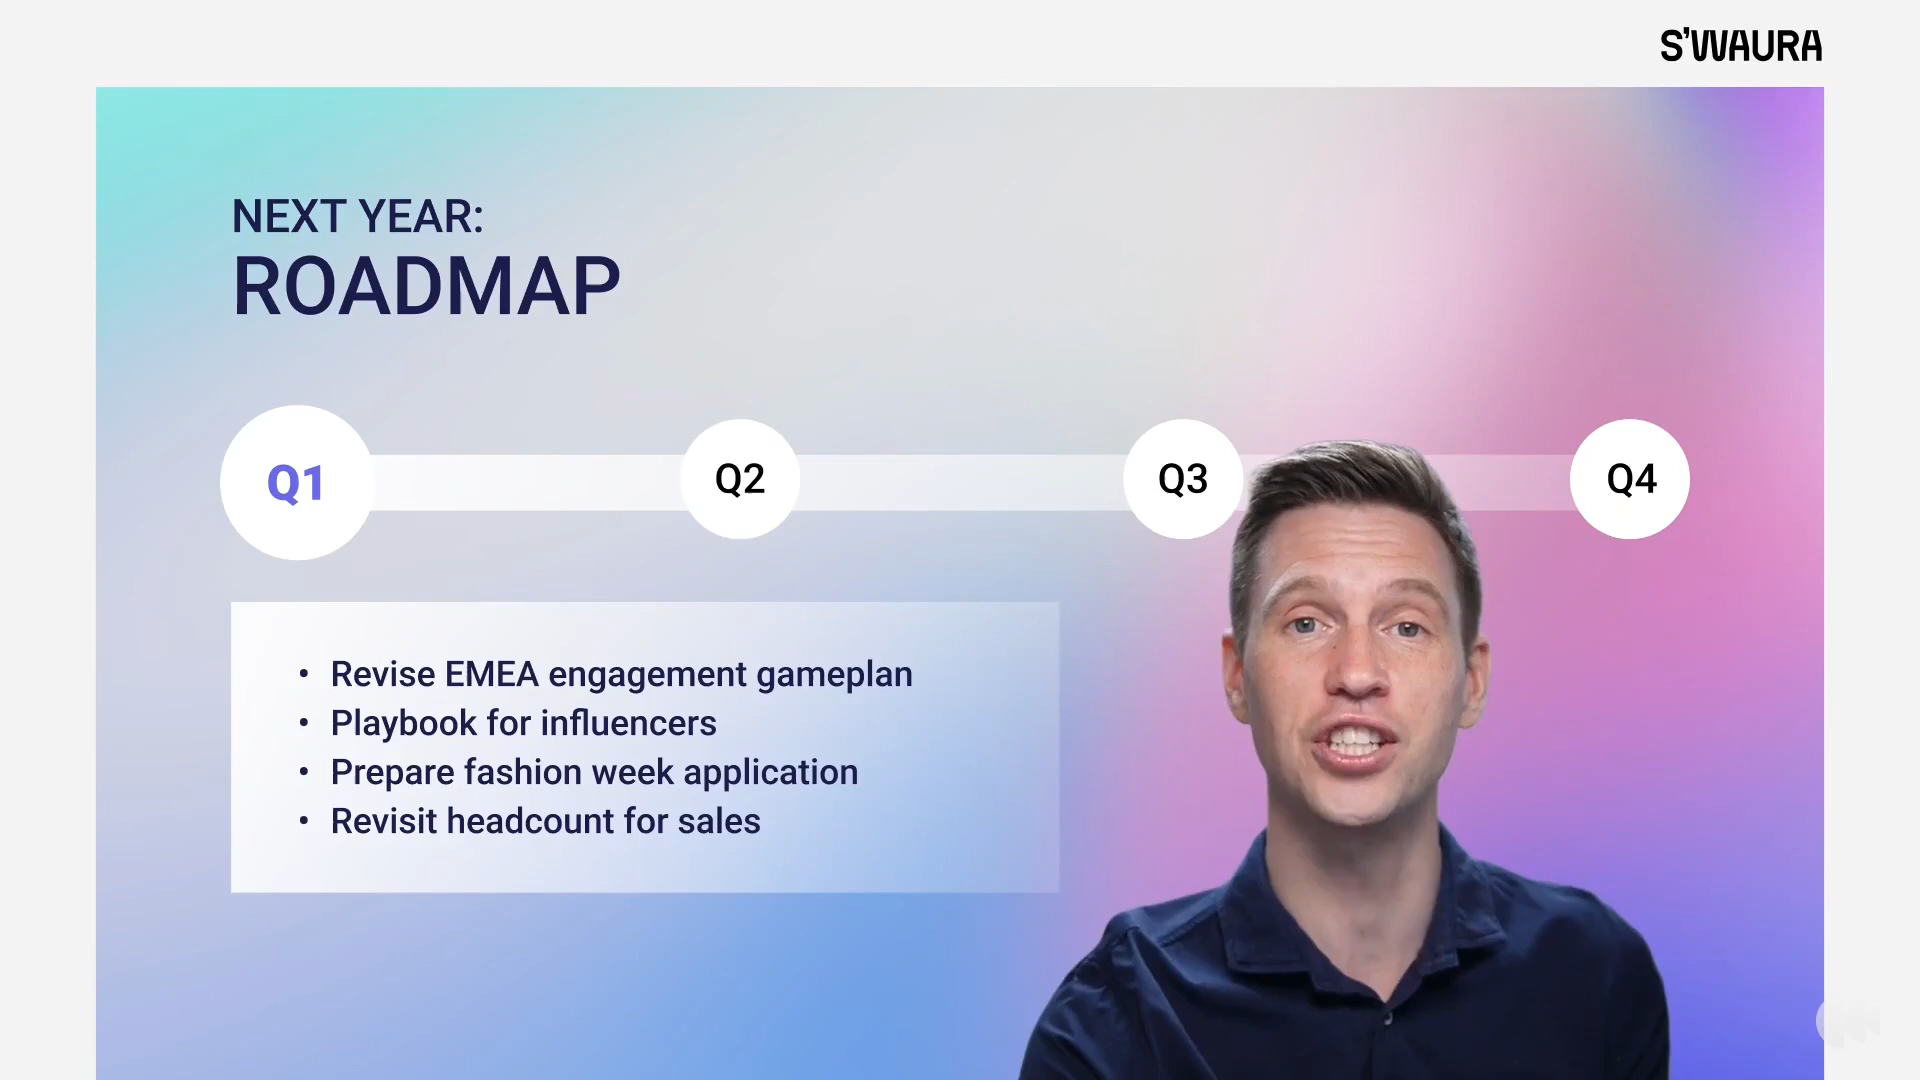 S'WAURA
NEXT YEAR:
ROADMAP
Q1
Q2
Q3
Q4
• Revise EMEA engagement gameplan
• Playbook for influencers
• Prepare fashion week application
• Revisit headcount for sales